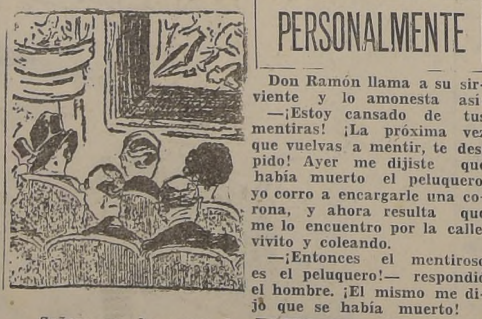 PERSONALMENTE
Don Ramón llama a su sir-
viente y lo amonesta así
—¡Estoy cansado de tus
mentiras! ¡La próxima vez
que vuelvas a mentir, te des
pido! Ayer me dijiste que
había muerto el peluquero
yo corro a encargarle una co-
rona, y ahora resulta que
me lo encuentro por la calle
vivito y coleando.
—¡Entonces el mentiroso
es el peluquero!— respondió
el hombre. ¡El mismo me di-
jo que se había muerto!